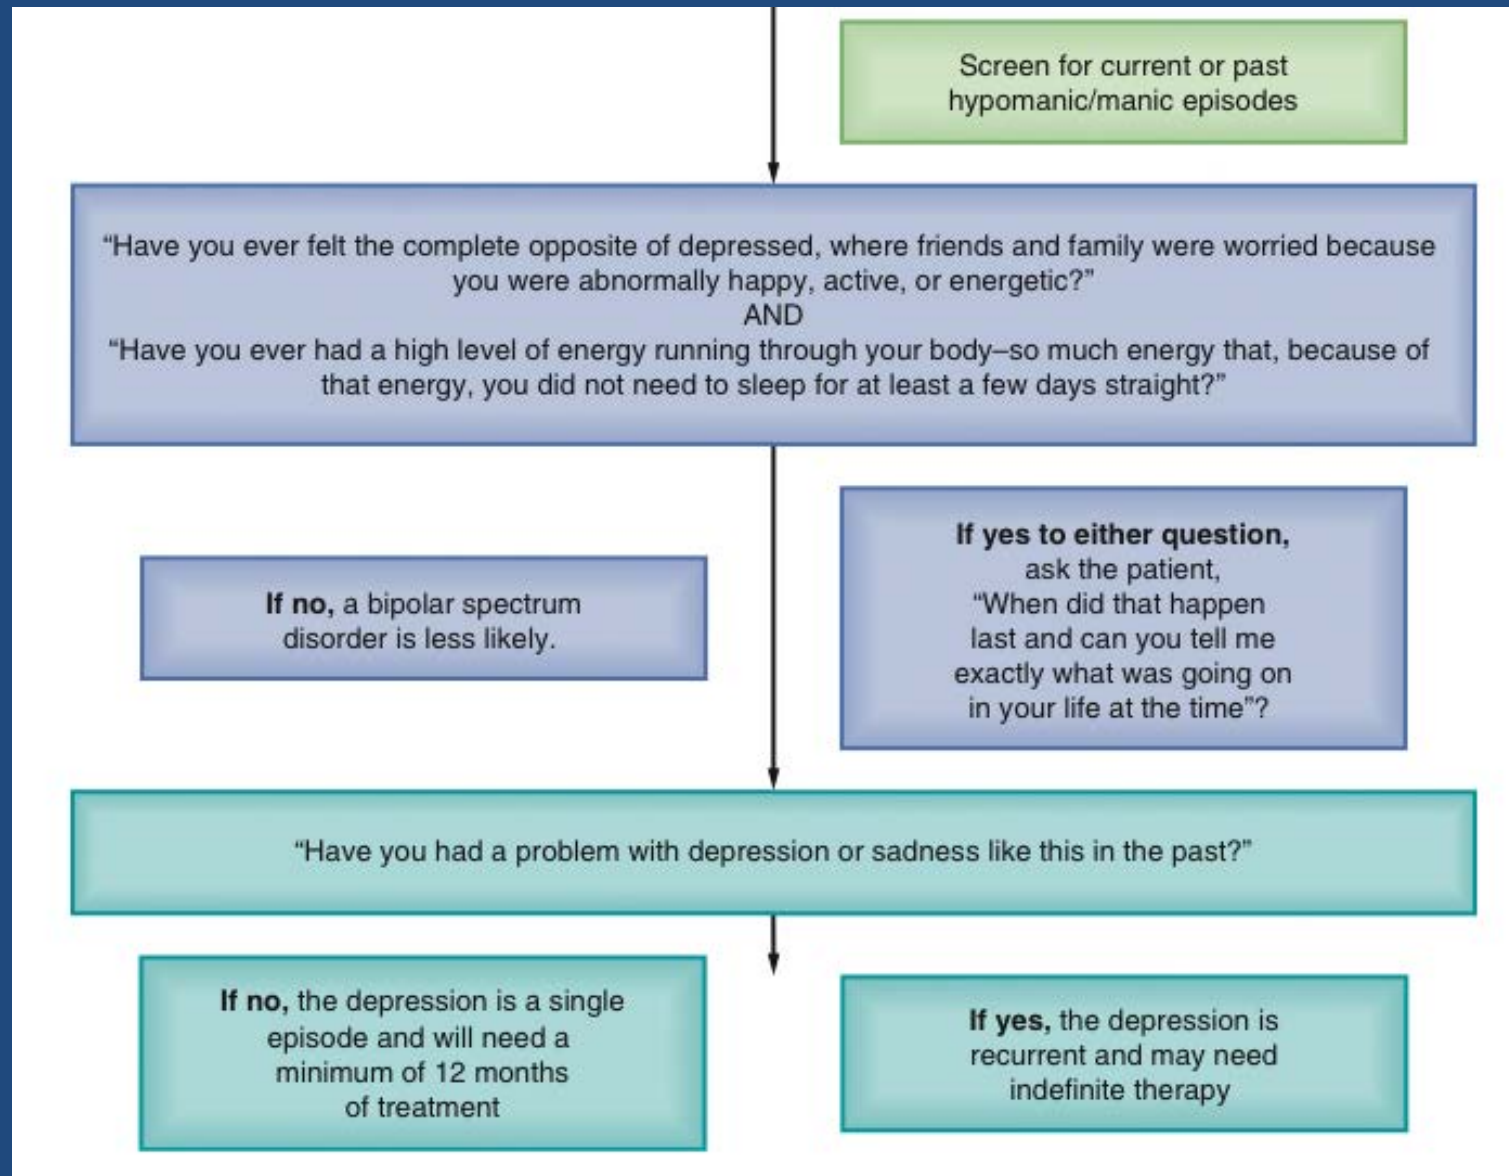 Screen for current or past
hypomanic/manic episodes
“Have you ever felt the complete opposite of depressed, where friends and family were worried because
you were abnormally happy, active, or energetic?”
AND
“Have you ever had a high level of energy running through your body–so much energy that, because of
that energy, you did not need to sleep for at least a few days straight?”
If no, a bipolar spectrum
disorder is less likely.
If yes to either question,
ask the patient,
“When did that happen
last and can you tell me
exactly what was going on
in your life at the time”?
“Have you had a problem with depression or sadness like this in the past?”
If no, the depression is a single
episode and will need a
minimum of 12 months
of treatment
If yes, the depression is
recurrent and may need
indefinite therapy